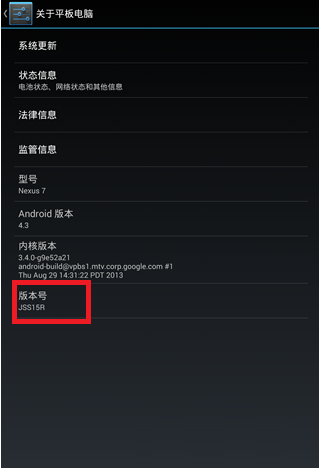 关于平板电脑
系统更新
状态信息
电池状态、网络状态和其他信息
法律信息
监管信息
型号
Nexus 7
Android 版本
4.3
内核版本
3.4.0-g9e52a21
android-build@vpbs1.mtv.corp.google.com #1
Thu Aug 29 14:31:22 PDT 2013
版本号
JSS15R